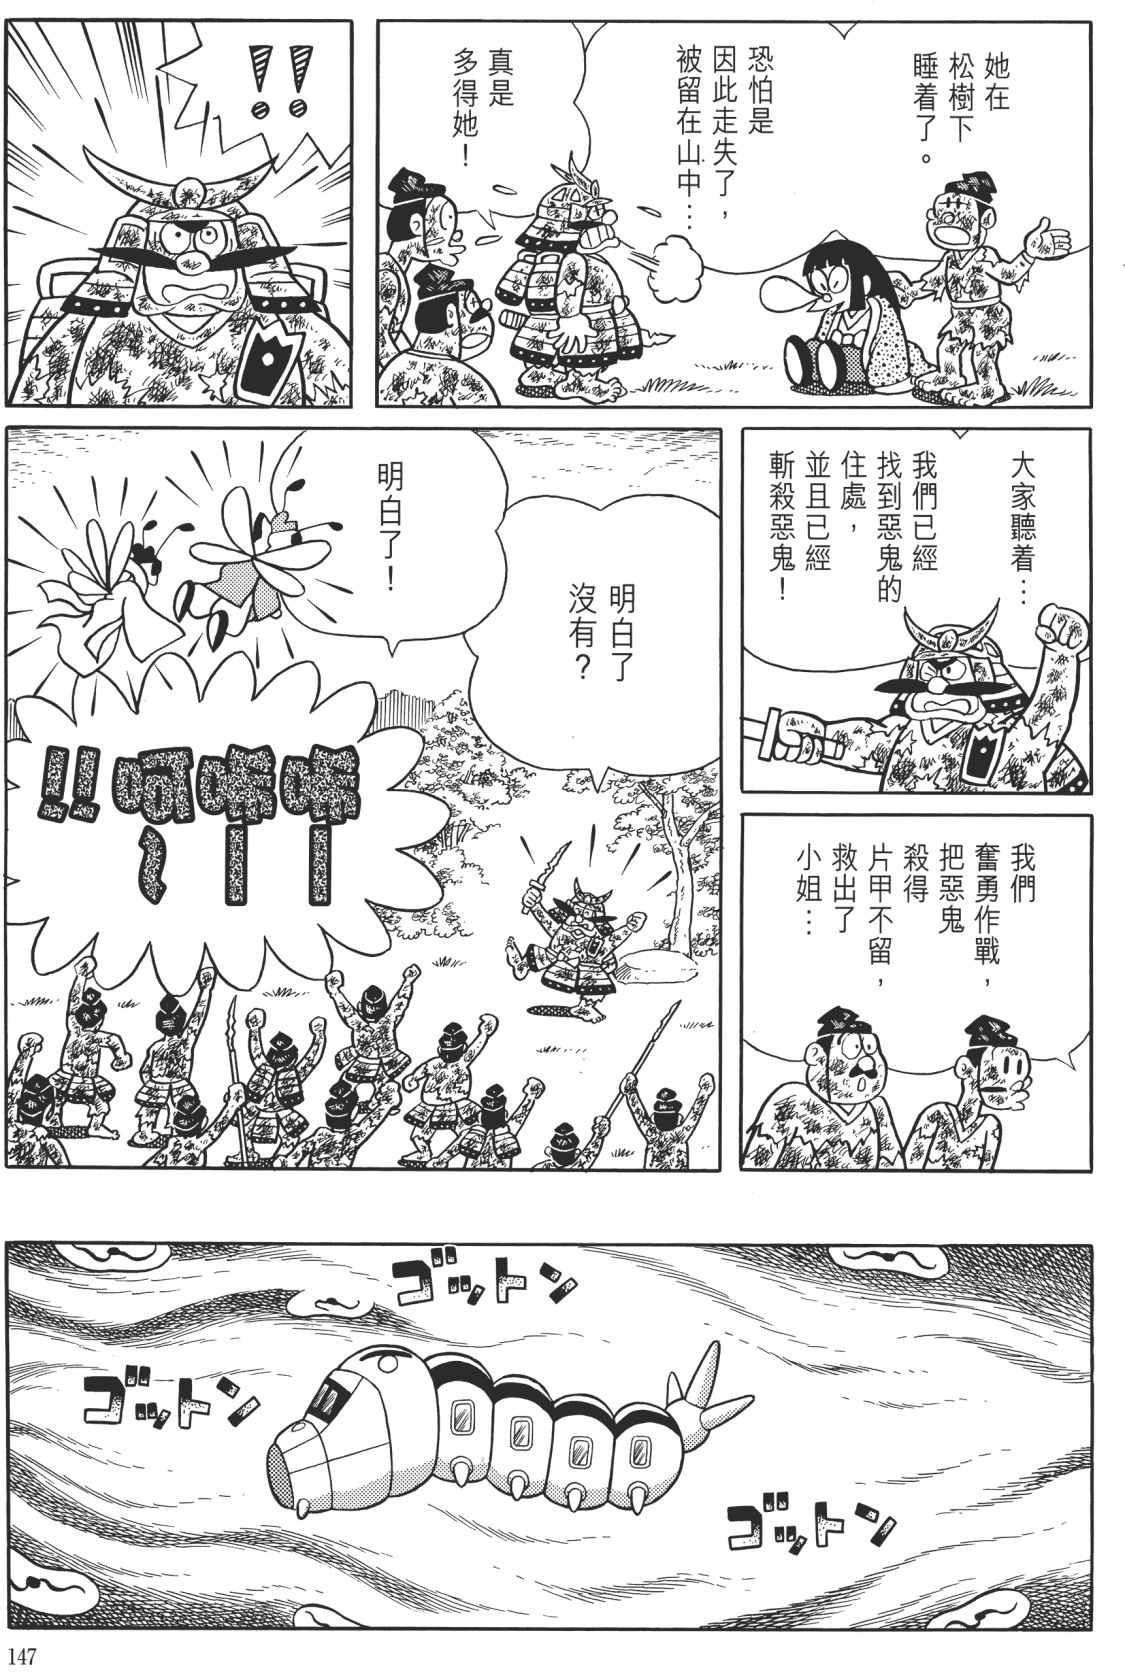 她在
松樹下
睡着了。
恐怕是
因此走失了，
被留在山中…
真是
多得她！
!!
大家聽着…
我們已經
找到惡鬼的
住處，
並且已經
斬殺惡鬼！
我們
奮勇作戰，
把惡鬼
殺得
片甲不留，
救出了
小姐…
明白了
沒有？
明白了！
咔咔呵!!
ゴットン
ゴットン
ゴットン
147